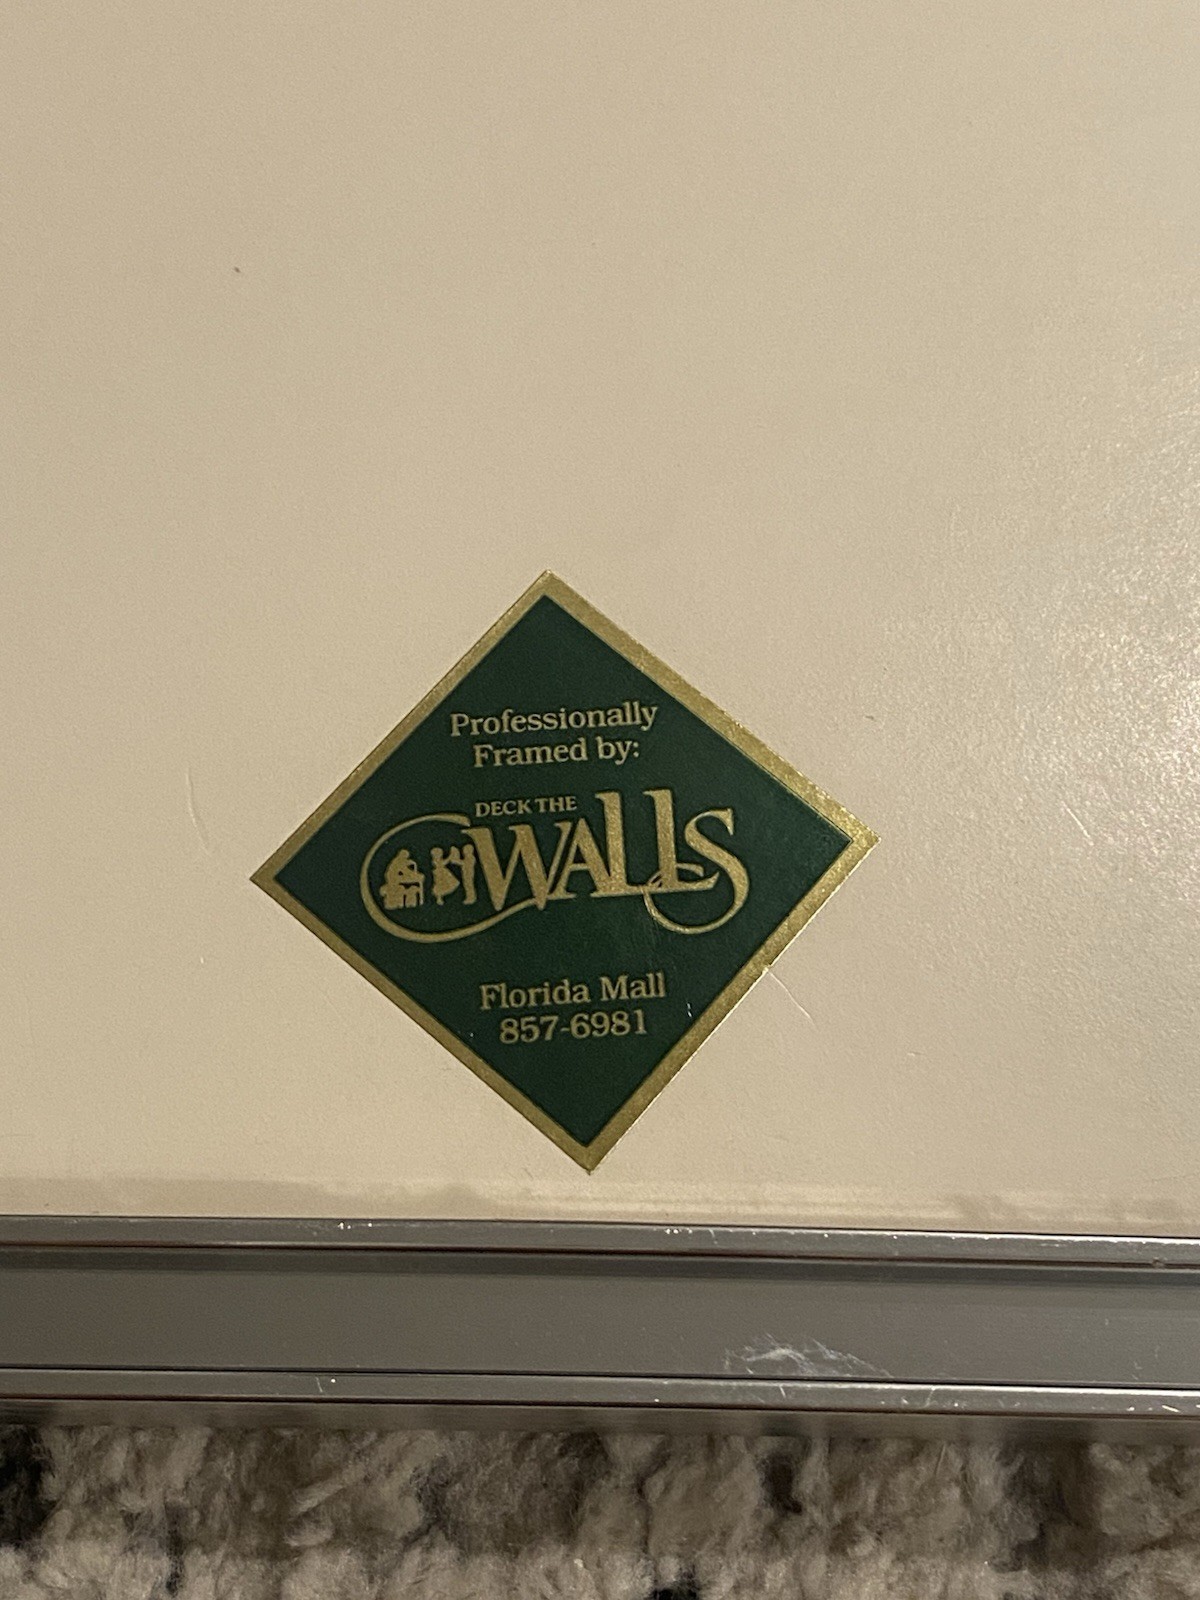 Professionally
Framed by:
DECK THE
WALLS
Florida Mall
857-6981